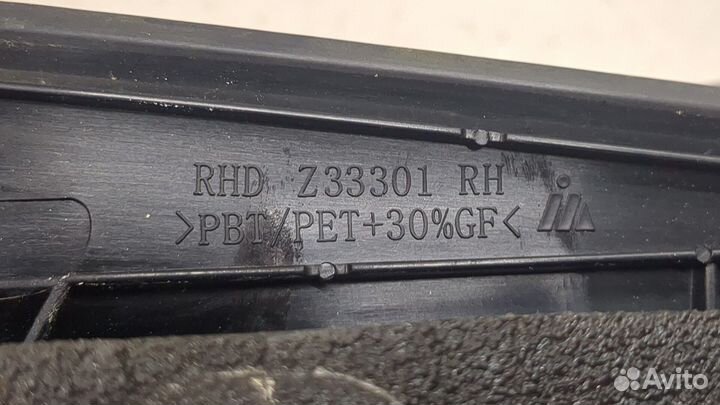 RHD Z33301 RH
>PBT/PET+30%GF<
Avito